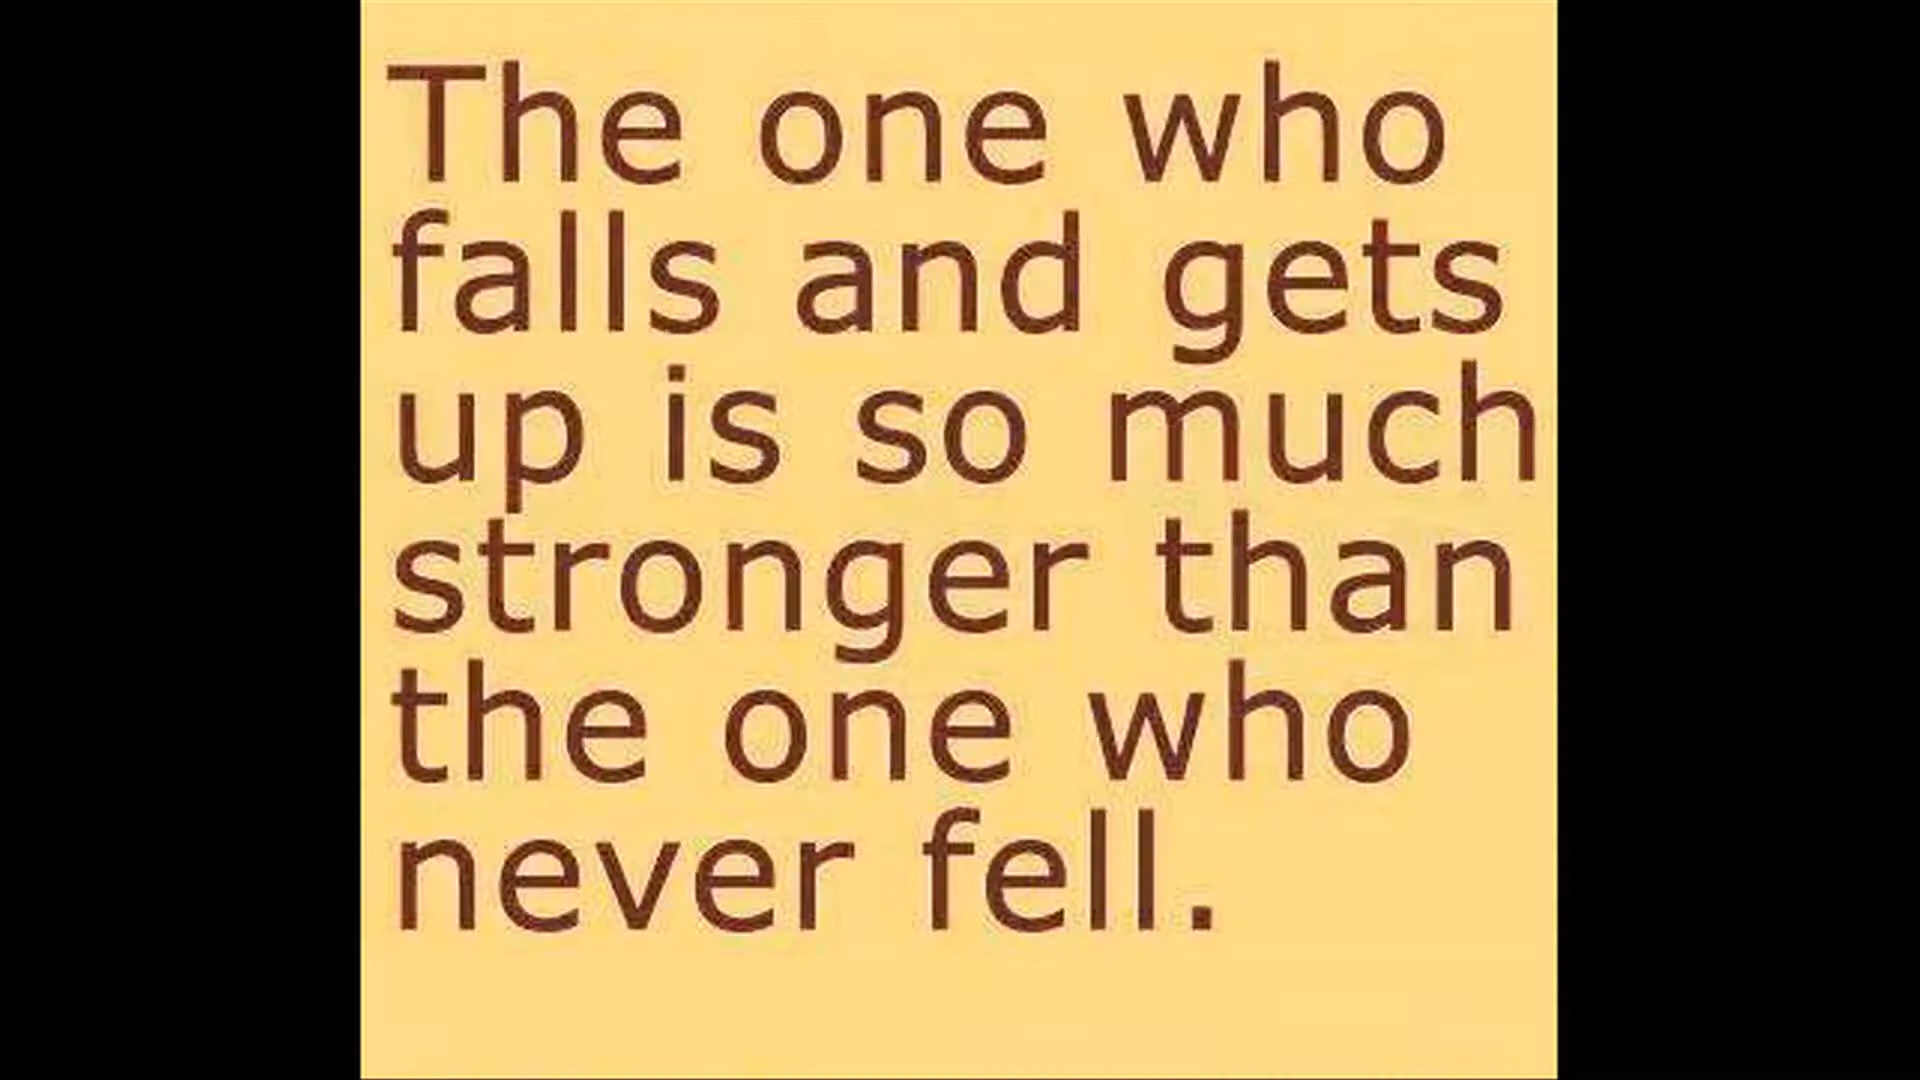 The one who
falls and gets
up is so much
stronger than
the one who
never fell.